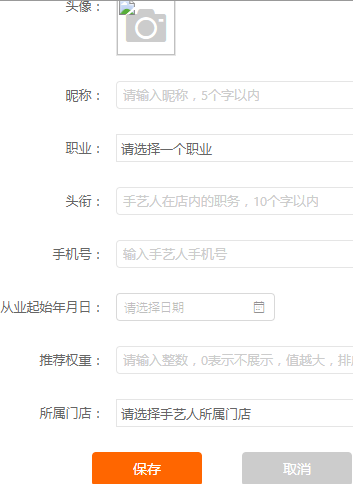 头像：
昵称： 请输入昵称，5个字以内
职业： 请选择一个职业
头衔： 手艺人在店内的职务，10个字以内
手机号： 输入手艺人手机号
从业起始年月日： 请选择日期
推荐权重： 请输入整数，0表示不展示，值越大，排
所属门店： 请选择手艺人所属门店
保存 取消